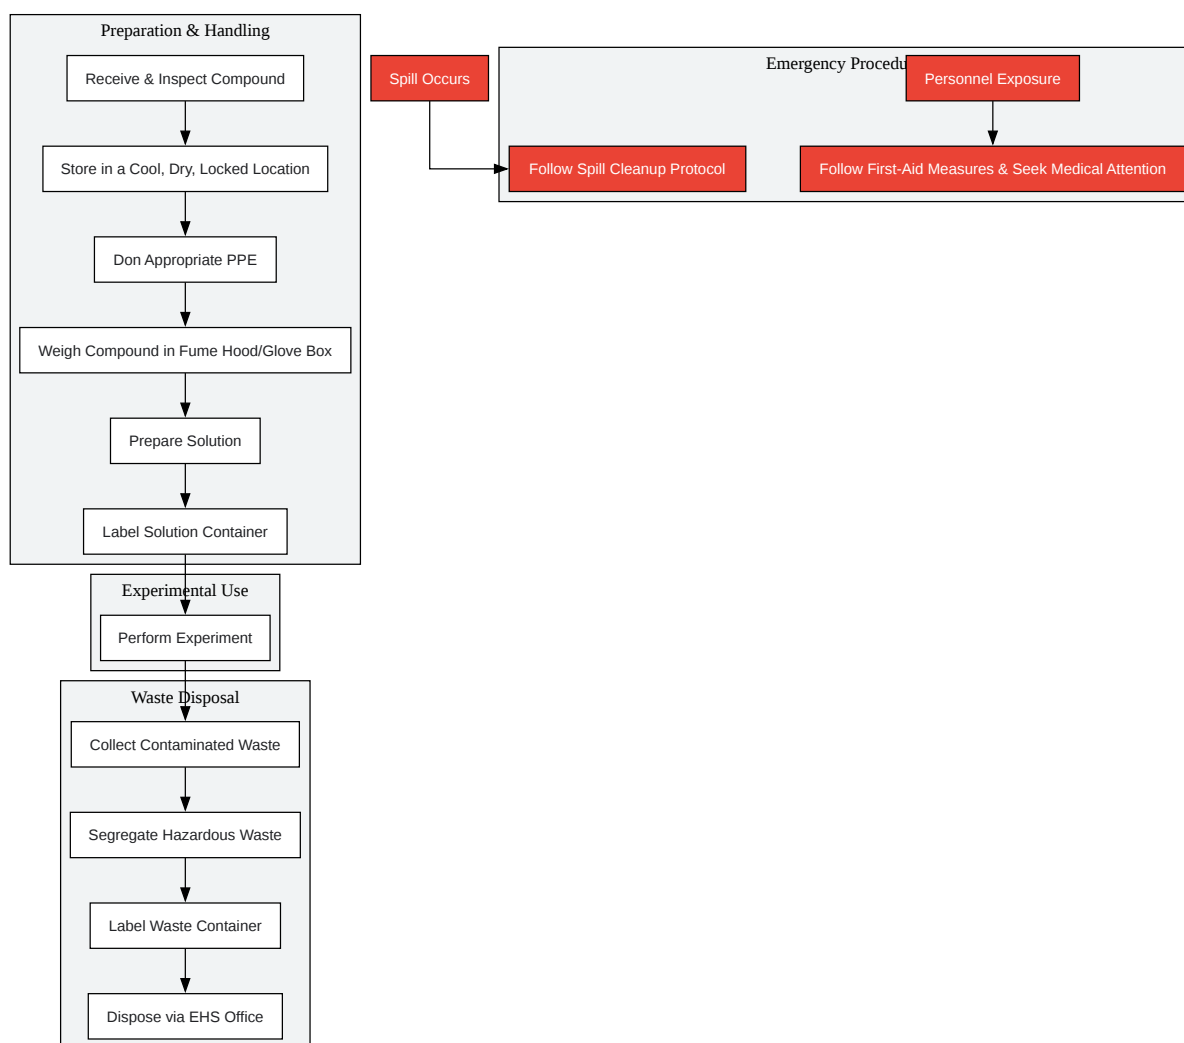 Preparation & Handling
Receive & Inspect Compound
Store in a Cool, Dry, Locked Location
Don Appropriate PPE
Weigh Compound in Fume Hood/Glove Box
Prepare Solution
Label Solution Container
Experimental Use
Perform Experiment
Waste Disposal
Collect Contaminated Waste
Segregate Hazardous Waste
Label Waste Container
Dispose via EHS Office
Spill Occurs
Emergency Procedu
Personnel Exposure
Follow Spill Cleanup Protocol
Follow First-Aid Measures & Seek Medical Attention